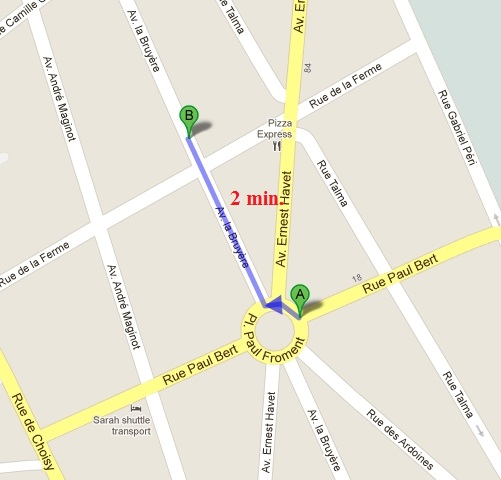 e Camille S
Av. la Bruyère
Rue Talma
Av. E
84
Av. André Maginot
Rue de la Ferme
Rue Gabriel Péri
B
Pizza
Express
2 min.
Av. Ernest Havet
Rue Talma
Av. la Bruyère
Rue de la Ferme
18
Rue Paul Bert
A
Av. André Maginot
Pl. Paul Froment
Rue Paul Bert
Rue de Choisy
Sarah shuttle
transport
Av. Ernest Havet
Av. la Bruyère
Rue des Ardoines
Rue Talma